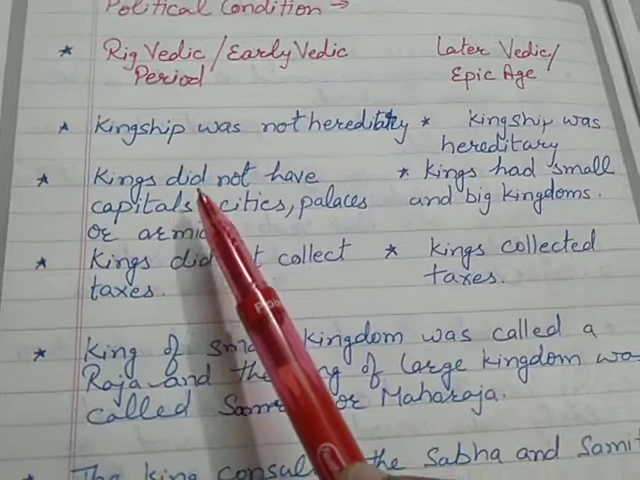 Political Condition →
* Rig Vedic / Early Vedic Period
Later Vedic/ Epic Age
* Kingship was not hereditary * Kingship was
hereditary
* Kings did not have * Kings had small
capitals cities, palaces and big kingdoms.
or
* Kings collect * Kings collected
taxes. taxes.
* King of kingdom was called a
Raja and the of large kingdom
called or Maharaja.
The king the Sabha and